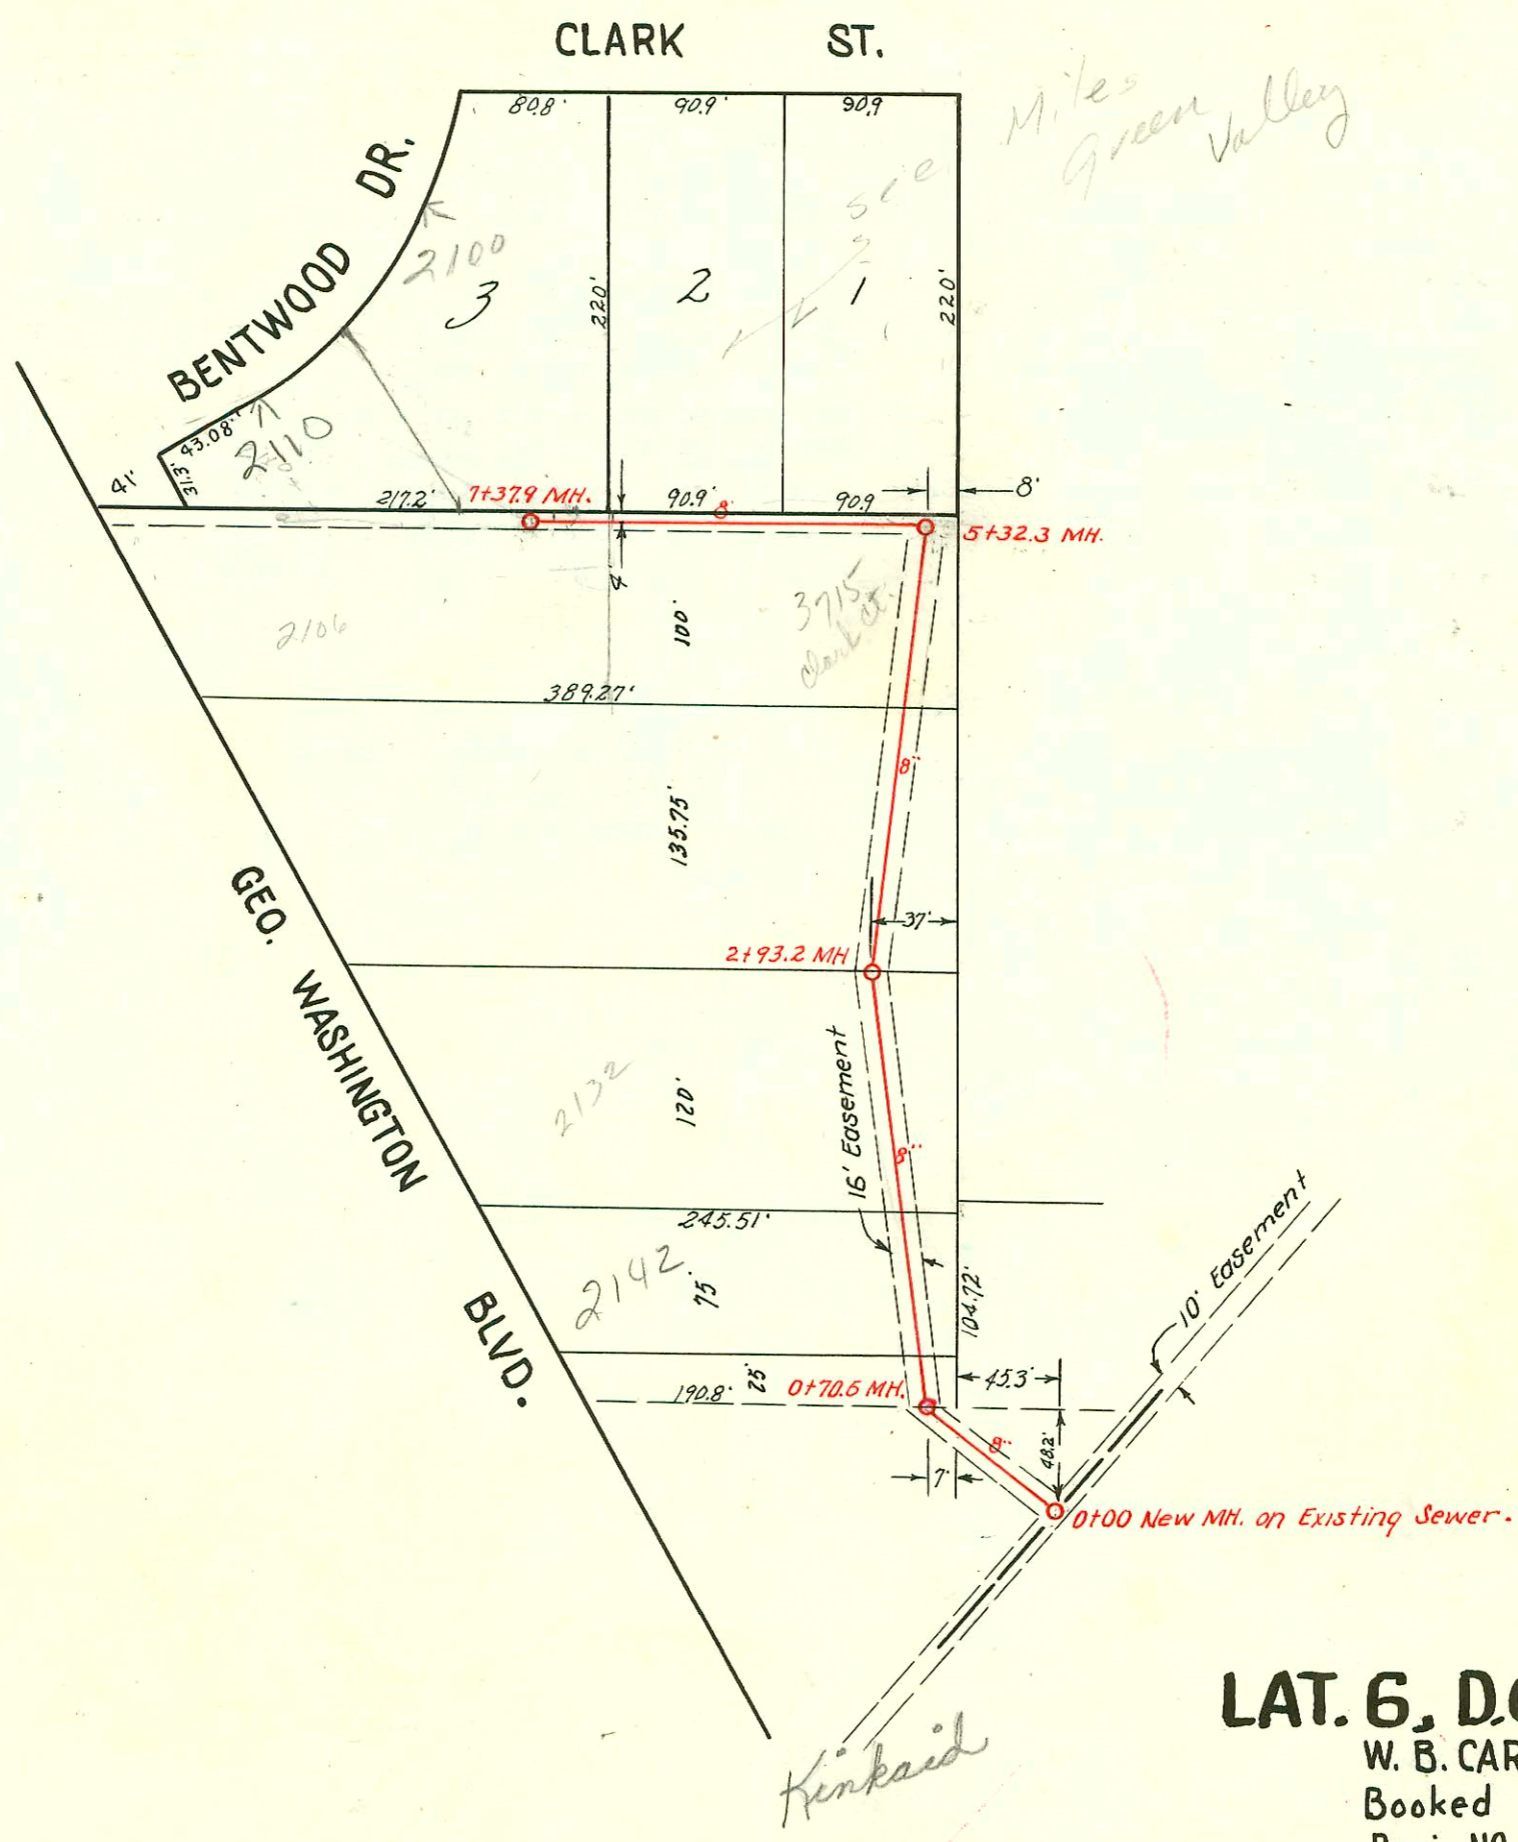 CLARK ST.
80.8' 90.9' 90.9
Miles
Green Valley
BENTWOOD DR.
2100
3 2 1
220' 220'
43.08'
2110
31.3'
41'
217.2' 7+37.9 MH. 90.9' 8" 90.9 8'
5+32.3 MH.
4'
2106
100'
3715
Clark Ct.
389.27'
8"
135.75'
37'
2+93.2 MH
GEO. WASHINGTON BLVD.
16' Easement
2132
120'
8"
245.51'
2142
75'
104.72'
10' Easement
190.8' 25' 0+70.5 MH.
45.3'
8"
48.2'
7'
0+00 New MH. on Existing Sewer.
Kinkaid
LAT. 6, D.
W. B. CAR
Booked